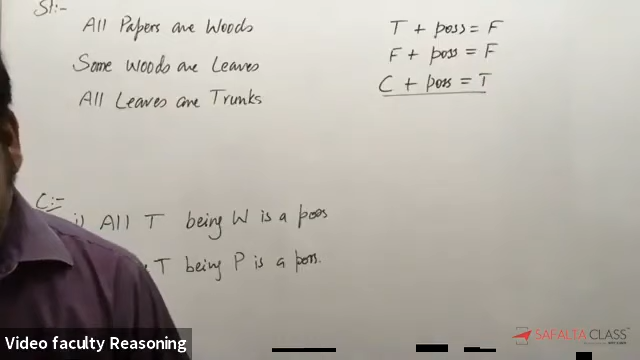 St:-
All Papers are Woods
Some Woods are Leaves
All Leaves are Trunks
T + poss = F
F + poss = F
C + poss = T
C:-
i) All T being W is a poss
T being P is a poss.
Video faculty Reasoning
SAFALTA CLASS